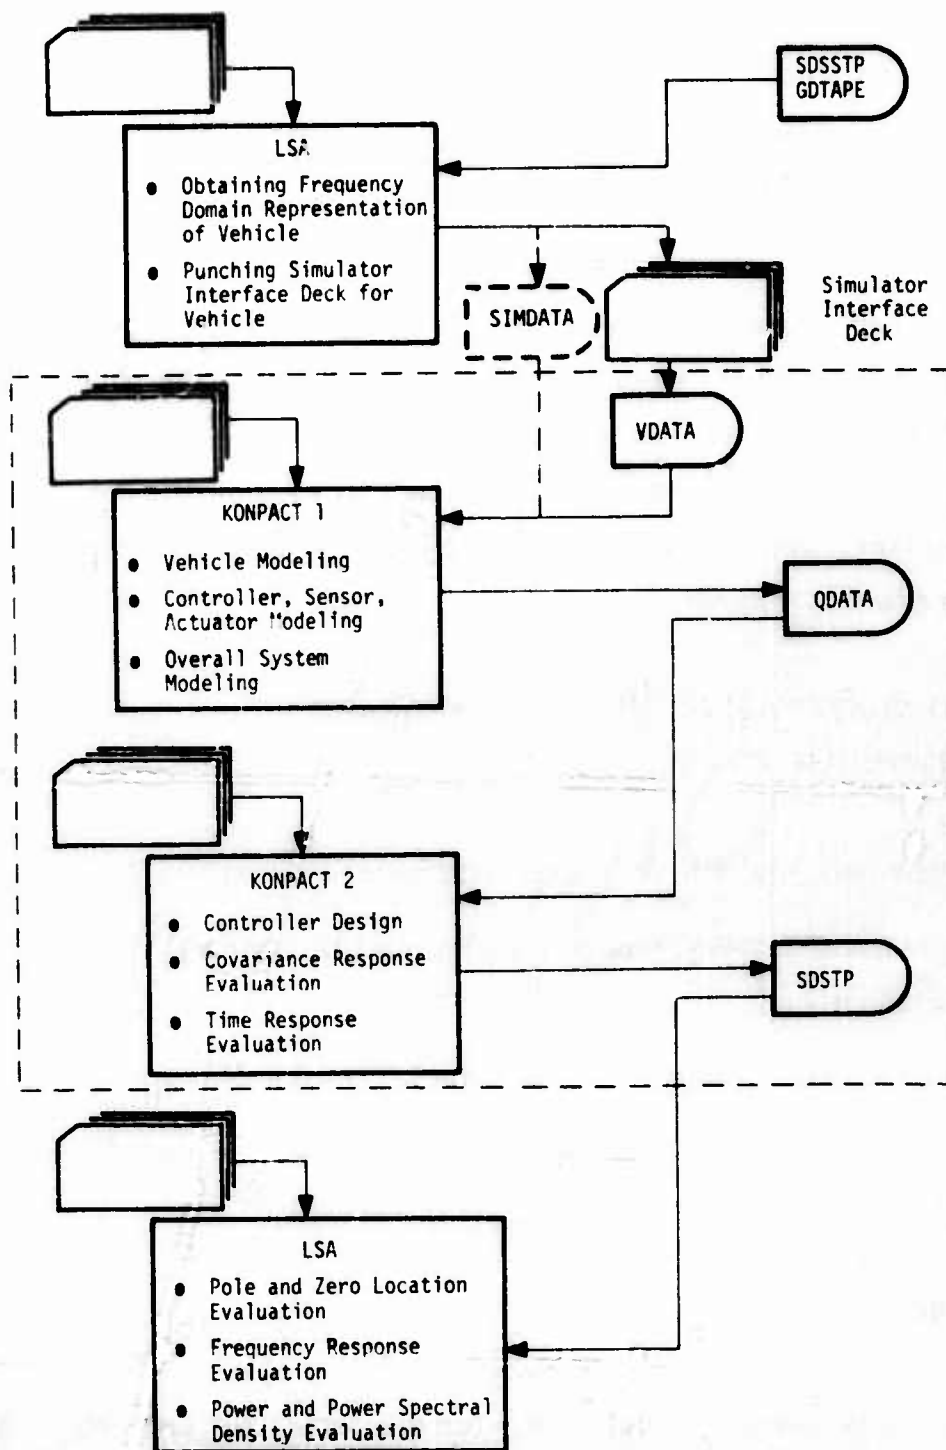 SDSSTP
GDTAPE
LSA
● Obtaining Frequency
Domain Representation
of Vehicle
● Punching Simulator
Interface Deck for
Vehicle
SIMDATA
Simulator
Interface
Deck
VDATA
KONPACT 1
● Vehicle Modeling
● Controller, Sensor,
Actuator Modeling
● Overall System
Modeling
QDATA
KONPACT 2
● Controller Design
● Covariance Response
Evaluation
● Time Response
Evaluation
SDSTP
LSA
● Pole and Zero Location
Evaluation
● Frequency Response
Evaluation
● Power and Power Spectral
Density Evaluation